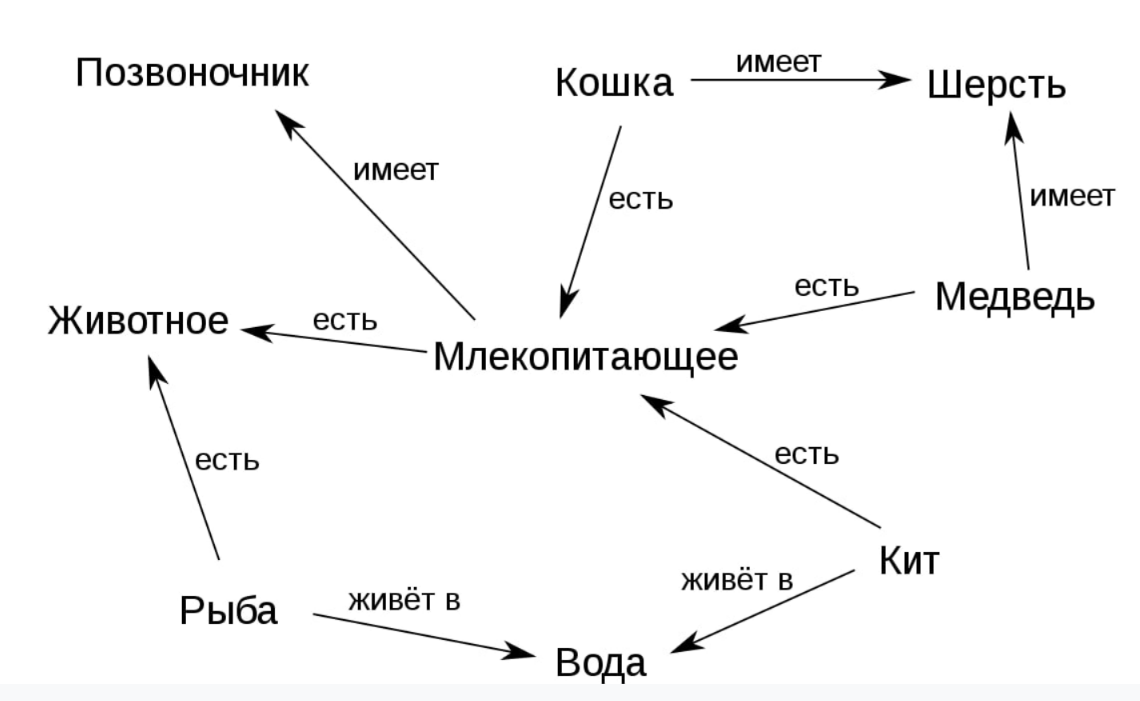 Позвоночник
Кошка
имеет
Шерсть
имеет
есть
имеет
Животное
есть
Млекопитающее
есть
Медведь
есть
есть
Рыба
живёт в
Вода
живёт в
Кит